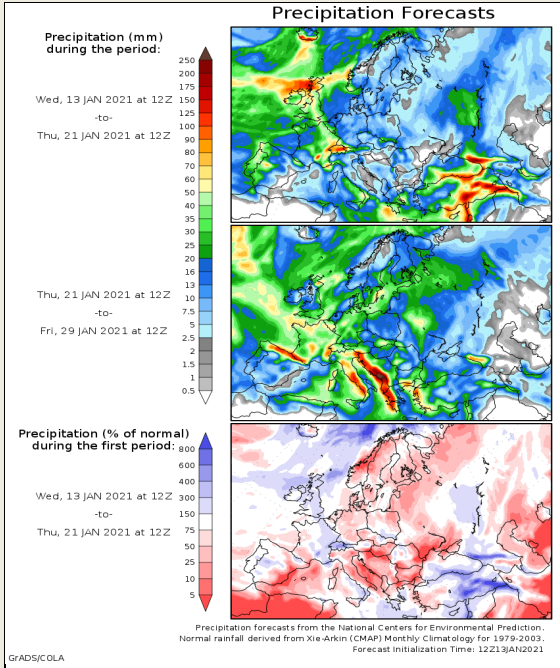 Precipitation Forecasts
Precipitation (mm)
during the period:
Wed, 13 JAN 2021 at 12Z
-to-
Thu, 21 JAN 2021 at 12Z
250
200
175
150
125
100
90
80
70
60
50
40
35
30
25
20
16
13
10
7.5
5
2.5
2
1.5
1
0.5
Thu, 21 JAN 2021 at 12Z
-to-
Fri, 29 JAN 2021 at 12Z
Precipitation (% of normal)
during the first period:
Wed, 13 JAN 2021 at 12Z
-to-
Thu, 21 JAN 2021 at 12Z
800
600
400
300
150
75
50
25
10
5
Precipitation forecasts from the National Centers for Environmental Prediction.
Normal rainfall derived from Xie-Arkin (CMAP) Monthly Climatology for 1979-2003.
Forecast Initialization Time: 12Z13JAN2021
GrADS/COLA